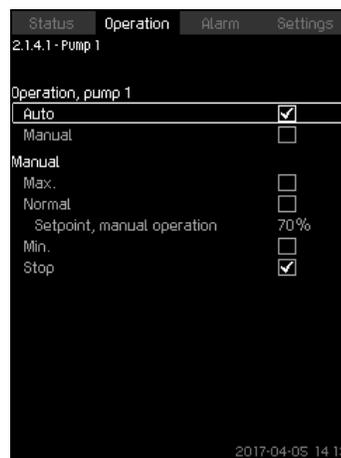 Status Operation Alarm Settings
2.1.4.1 - Pump 1
Operation, pump 1
Auto
Manual
Manual
Max.
Normal
Setpoint, manual operation 70%
Min.
Stop
2017-04-05 14